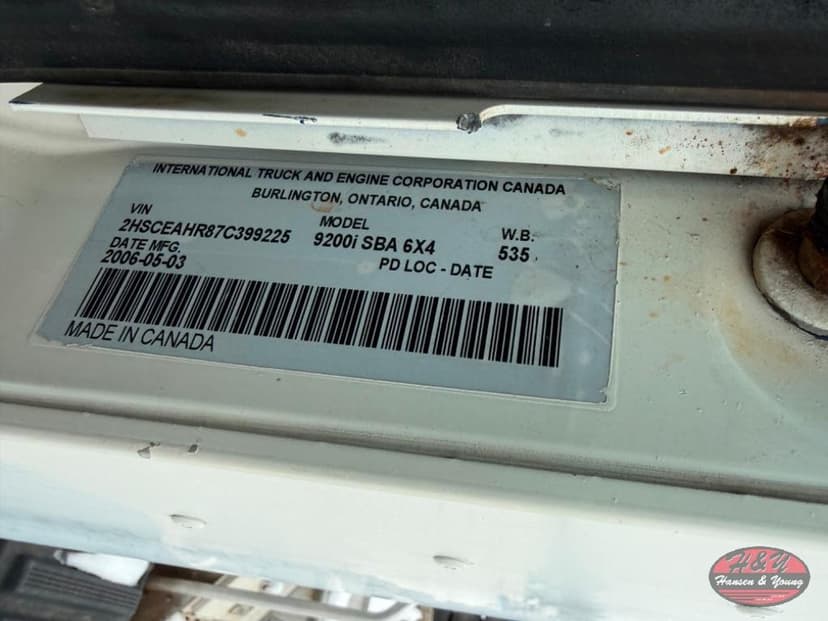 INTERNATIONAL TRUCK AND ENGINE CORPORATION CANADA
BURLINGTON, ONTARIO, CANADA
VIN MODEL W.B.
2HSCEAHR87C399225 9200i SBA 6X4 535
DATE MFG. PD LOC - DATE
2006-05-03
MADE IN CANADA
H&Y
Hansen & Young